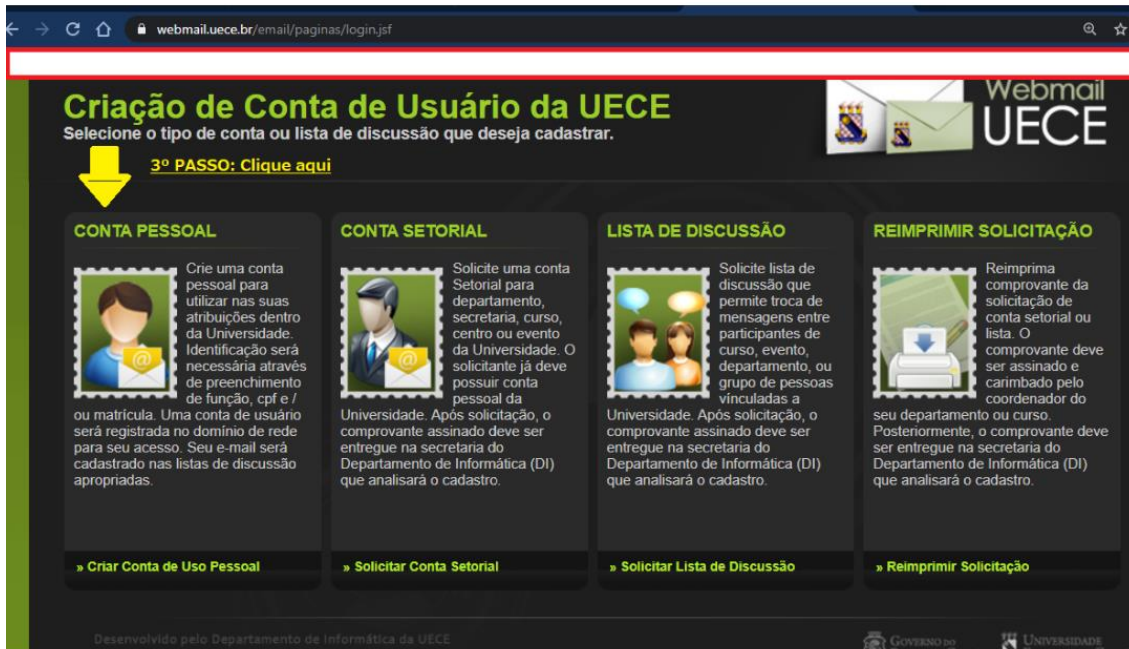 webmail.uece.br/email/paginas/login.jsf
Criação de Conta de Usuário da UECE
Selecione o tipo de conta ou lista de discussão que deseja cadastrar.
3º PASSO: Clique aqui
Webmail
UECE
CONTA PESSOAL
Crie uma conta
pessoal para
utilizar nas suas
atribuições dentro
da Universidade.
Identificação será
necessária através
de preenchimento
de função, cpf e /
ou matrícula. Uma conta de usuário
será registrada no domínio de rede
para seu acesso. Seu e-mail será
cadastrado nas listas de discussão
apropriadas.
» Criar Conta de Uso Pessoal
CONTA SETORIAL
Solicite uma conta
Setorial para
departamento,
secretaria, curso,
centro ou evento
da Universidade. O
solicitante já deve
possuir conta
pessoal da
Universidade. Após solicitação, o
comprovante assinado deve ser
entregue na secretaria do
Departamento de Informática (DI)
que analisará o cadastro.
» Solicitar Conta Setorial
LISTA DE DISCUSSÃO
Solicite lista de
discussão que
permite troca de
mensagens entre
participantes de
curso, evento,
departamento, ou
grupo de pessoas
vínculadas a
Universidade. Após solicitação, o
comprovante assinado deve ser
entregue na secretaria do
Departamento de Informática (DI)
que analisará o cadastro.
» Solicitar Lista de Discussão
REIMPRIMIR SOLICITAÇÃO
Reimprima
comprovante da
solicitação de
conta setorial ou
lista. O
comprovante deve
ser assinado e
carimbado pelo
coordenador do
seu departamento ou curso.
Posteriormente, o comprovante deve
ser entregue na secretaria do
Departamento de Informática (DI)
que analisará o cadastro.
» Reimprimir Solicitação
Desenvolvido pelo Departamento de Informática da UECE
GOVERNO DO
UNIVERSIDADE